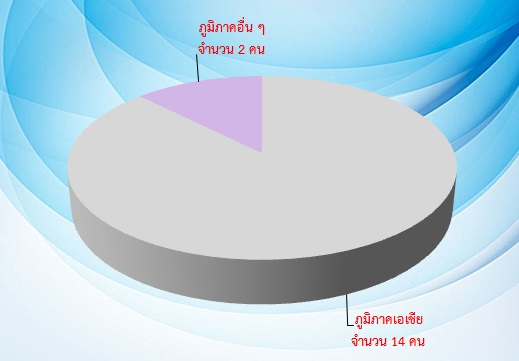 ภูมิภาคอื่น ๆ
จำนวน 2 คน
ภูมิภาคเอเชีย
จำนวน 14 คน